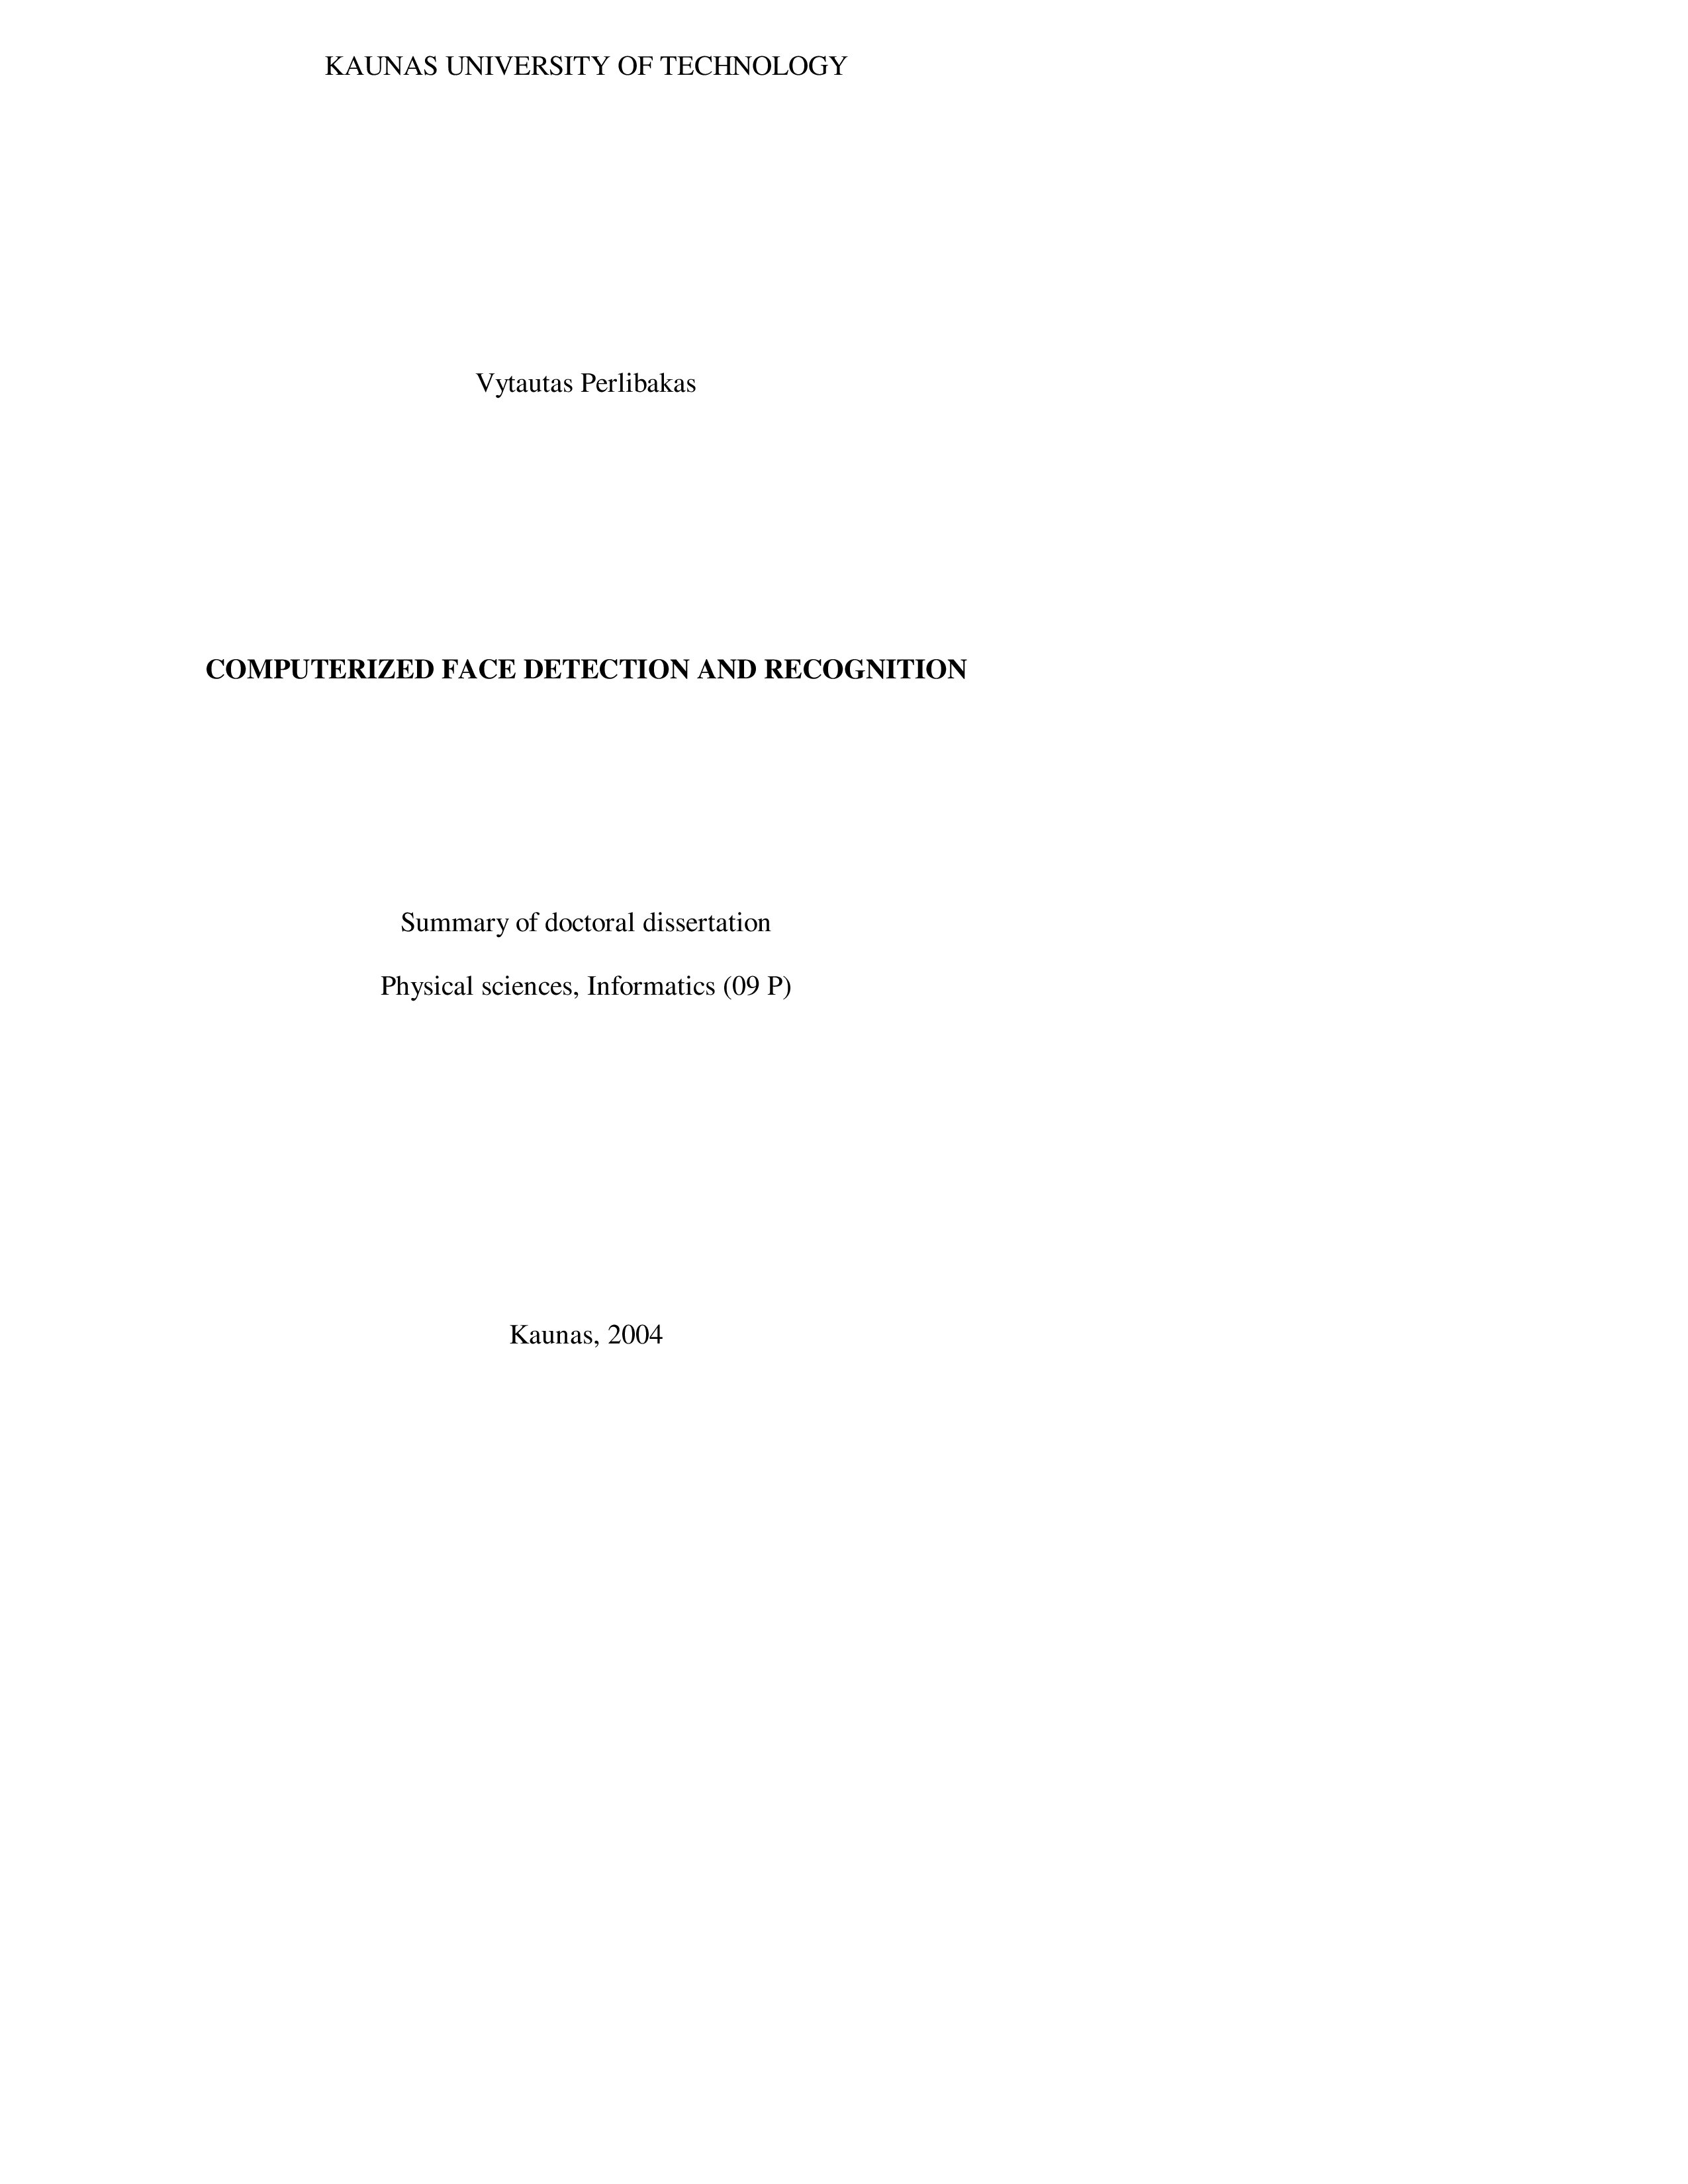 KAUNAS UNIVERSITY OF TECHNOLOGY
Vytautas Perlibakas
COMPUTERIZED FACE DETECTION AND RECOGNITION
Summary of doctoral dissertation
Physical sciences, Informatics (09 P)
Kaunas, 2004